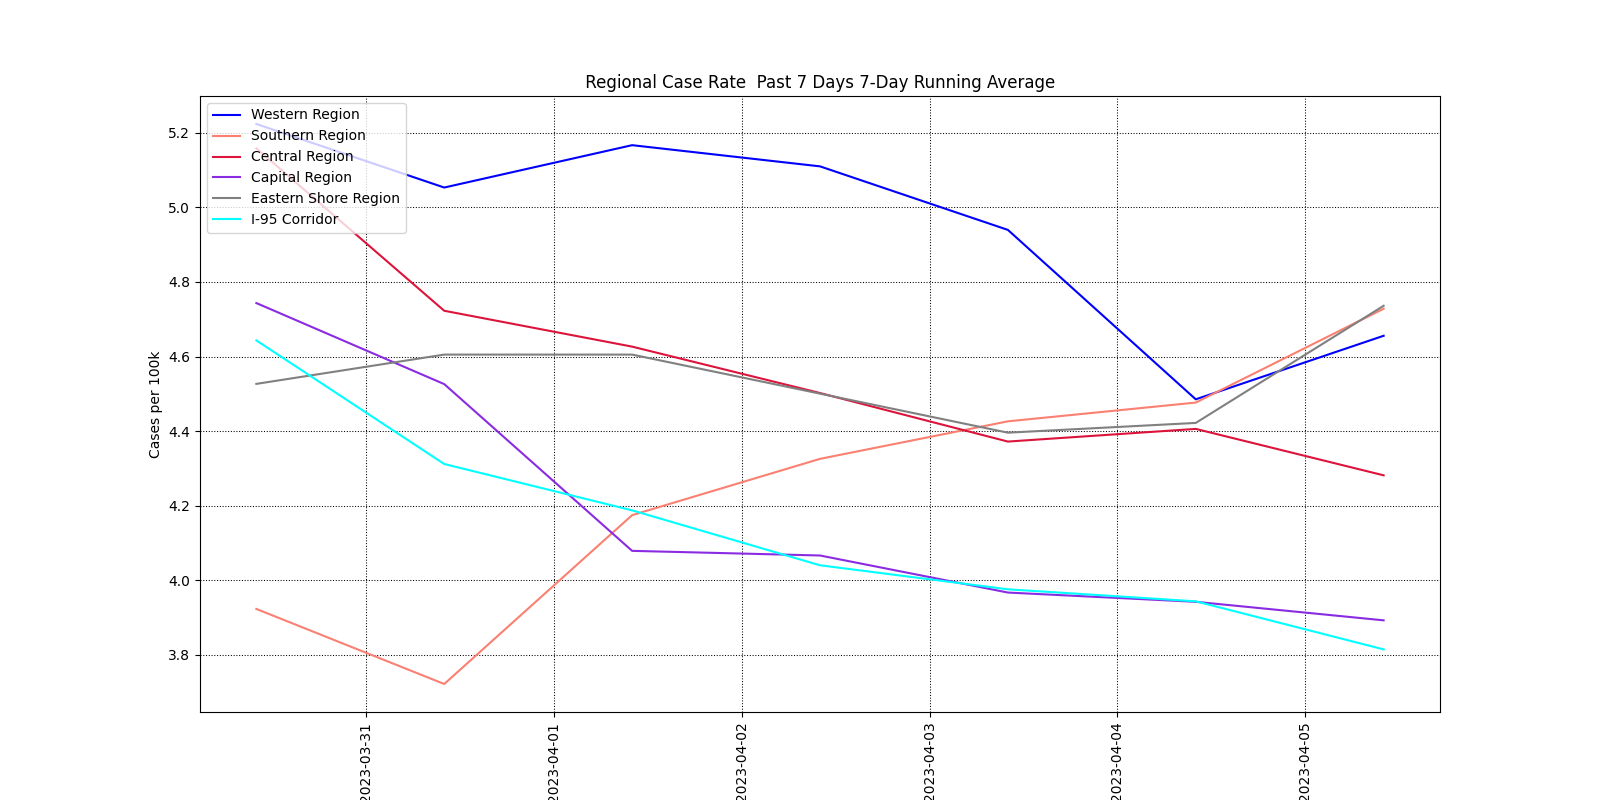 Regional Case Rate  Past 7 Days 7-Day Running Average
Western Region
Southern Region
Central Region
Capital Region
Eastern Shore Region
I-95 Corridor
5.2
5.0
4.8
4.6
4.4
4.2
4.0
3.8
Cases per 100k
2023-03-31
2023-04-01
2023-04-02
2023-04-03
2023-04-04
2023-04-05